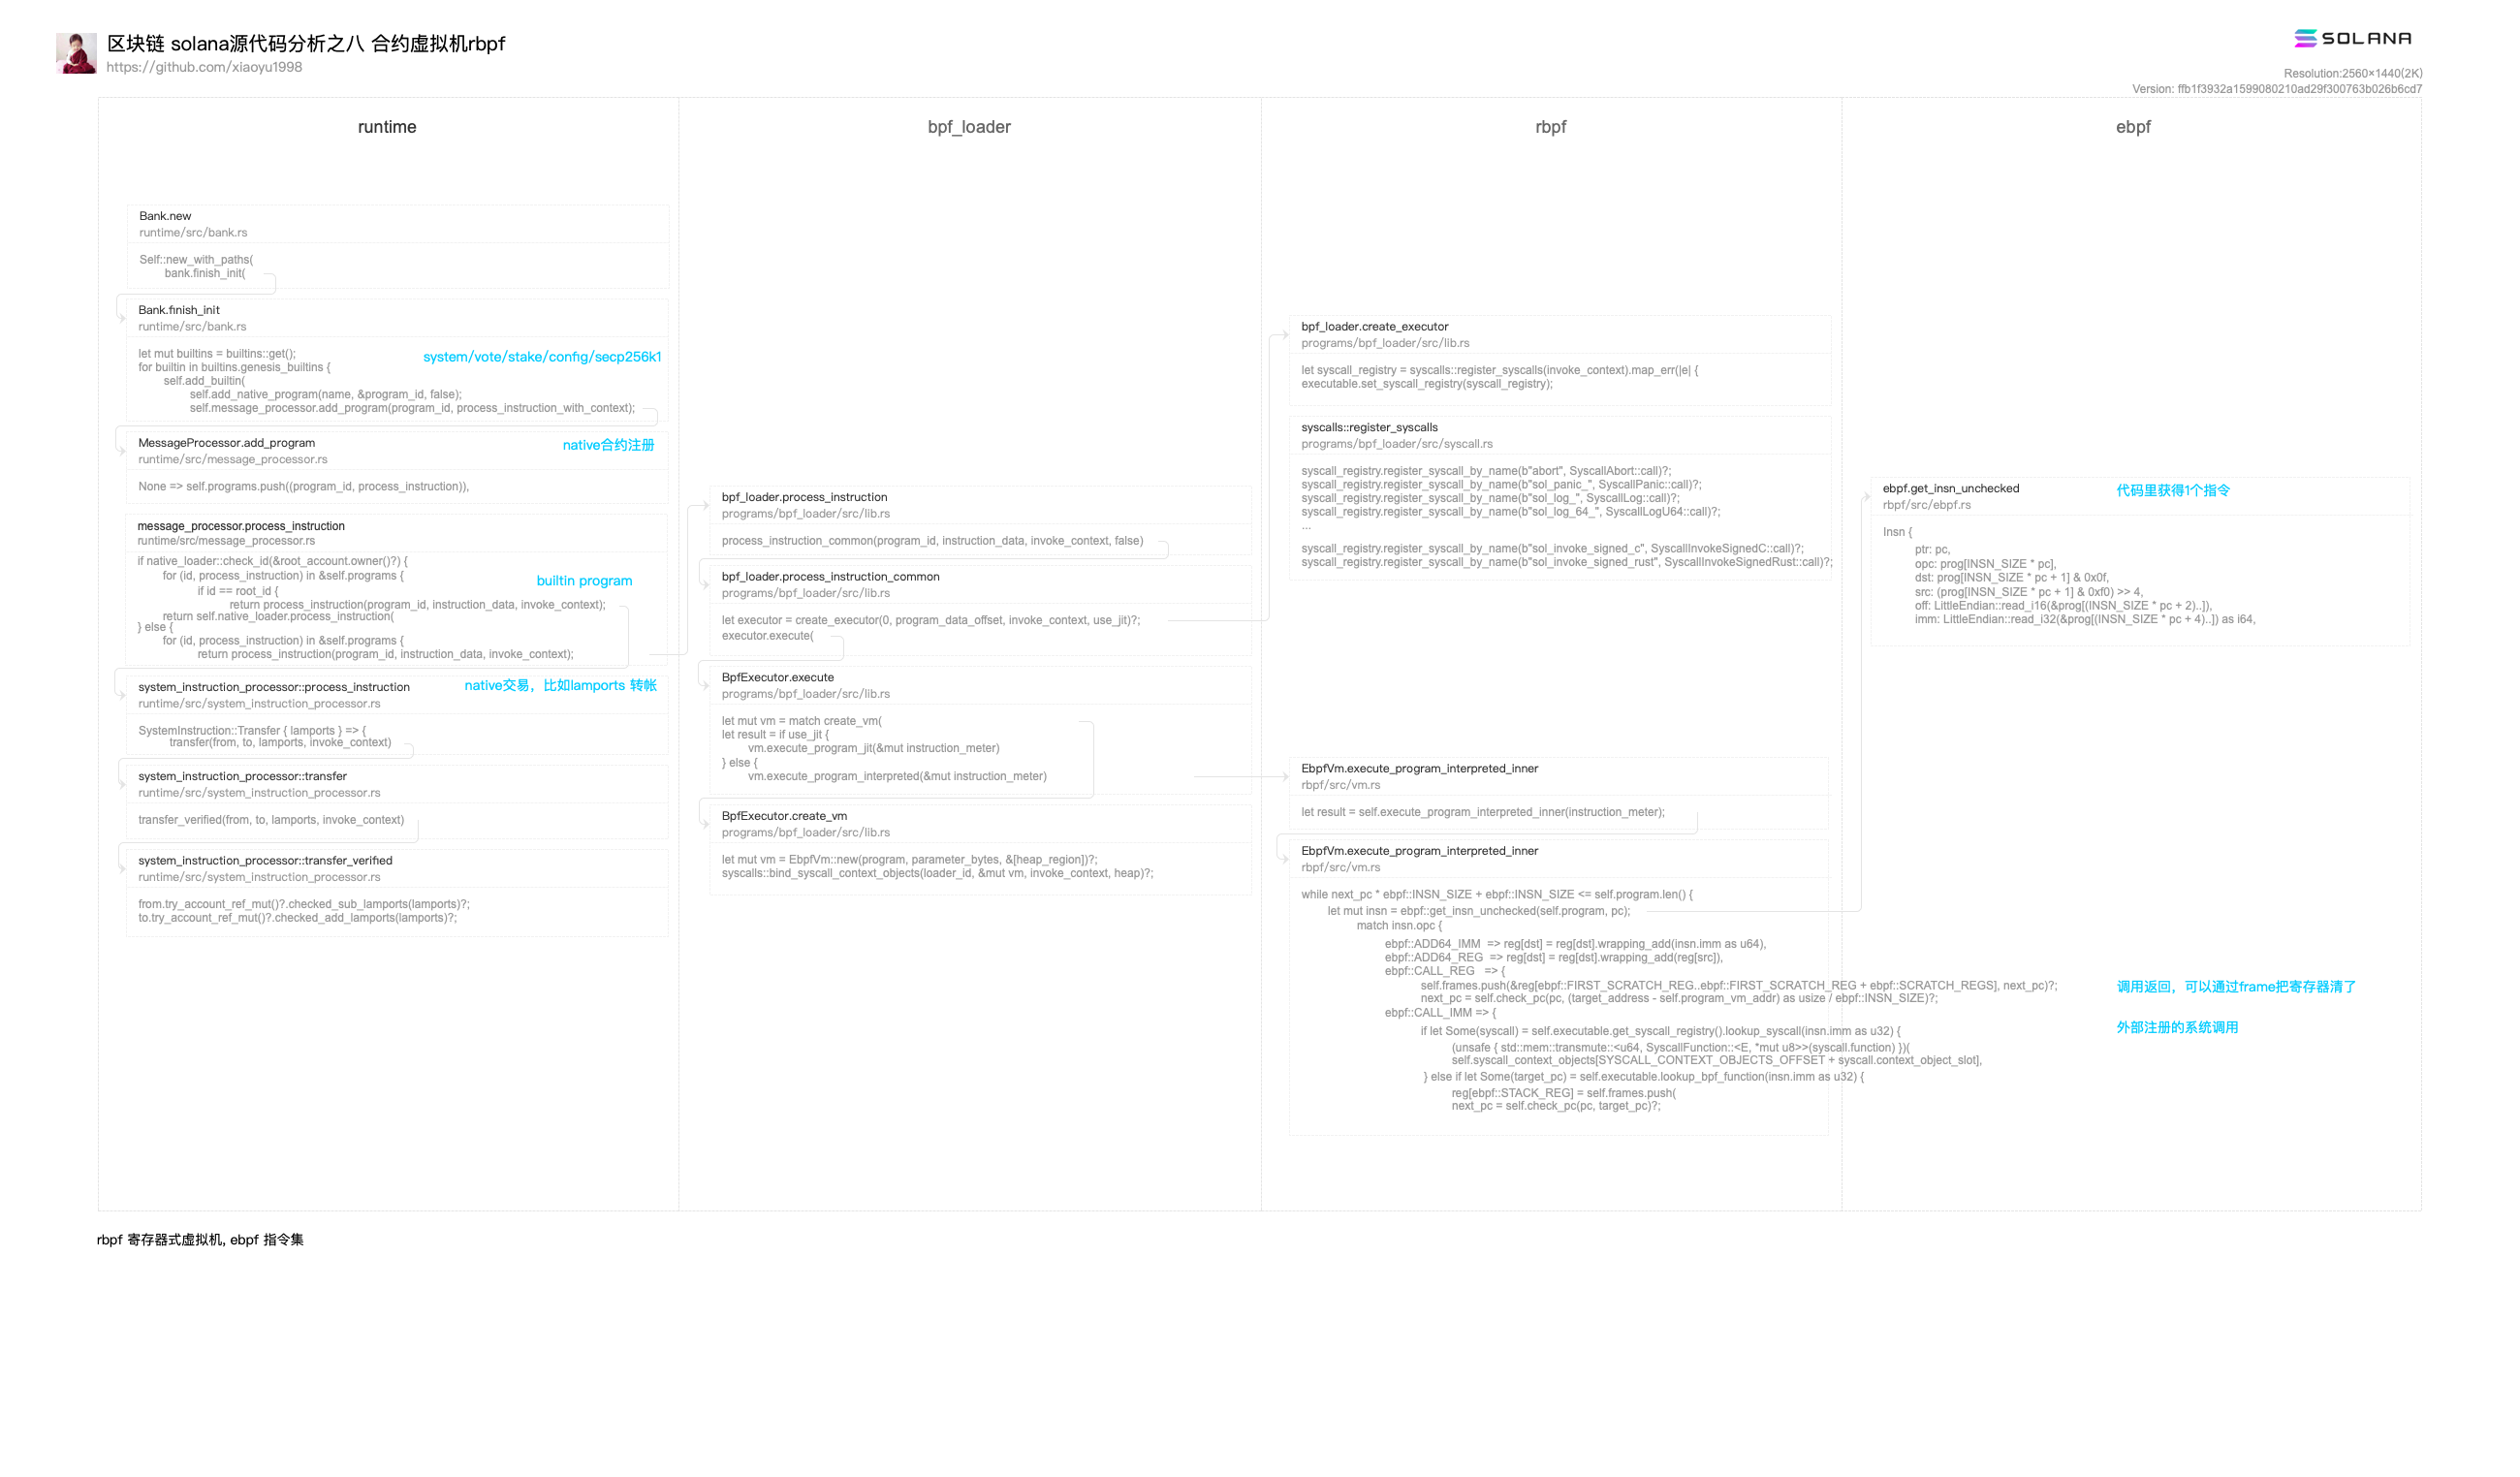 区块链 solana源代码分析之八 合约虚拟机rbpf
https://github.com/xiaoyu1998
SOLANA
Resolution:2560×1440(2K)
Version: ffb1f3932a1599080210ad29f300763b026b6cd7
runtime
Bank.new
runtime/src/bank.rs
Self::new_with_paths(
bank.finish_init(
Bank.finish_init
runtime/src/bank.rs
let mut builtins = builtins::get();
system/vote/stake/config/secp256k1
for builtin in builtins.genesis_builtins {
self.add_builtin(
self.add_native_program(name, &program_id, false);
self.message_processor.add_program(program_id, process_instruction_with_context);
MessageProcessor.add_program
native合约注册
runtime/src/message_processor.rs
None => self.programs.push((program_id, process_instruction)),
message_processor.process_instruction
runtime/src/message_processor.rs
if native_loader::check_id(&root_account.owner()?) {
for (id, process_instruction) in &self.programs {
builtin program
if id == root_id {
return process_instruction(program_id, instruction_data, invoke_context);
return self.native_loader.process_instruction(
} else {
for (id, process_instruction) in &self.programs {
return process_instruction(program_id, instruction_data, invoke_context);
system_instruction_processor::process_instruction
native交易，比如lamports 转帐
runtime/src/system_instruction_processor.rs
SystemInstruction::Transfer { lamports } => {
transfer(from, to, lamports, invoke_context)
system_instruction_processor::transfer
runtime/src/system_instruction_processor.rs
transfer_verified(from, to, lamports, invoke_context)
system_instruction_processor::transfer_verified
runtime/src/system_instruction_processor.rs
from.try_account_ref_mut()?.checked_sub_lamports(lamports)?;
to.try_account_ref_mut()?.checked_add_lamports(lamports)?;
bpf_loader
bpf_loader.process_instruction
programs/bpf_loader/src/lib.rs
process_instruction_common(program_id, instruction_data, invoke_context, false)
bpf_loader.process_instruction_common
programs/bpf_loader/src/lib.rs
let executor = create_executor(0, program_data_offset, invoke_context, use_jit)?;
executor.execute(
BpfExecutor.execute
programs/bpf_loader/src/lib.rs
let mut vm = match create_vm(
let result = if use_jit {
vm.execute_program_jit(&mut instruction_meter)
} else {
vm.execute_program_interpreted(&mut instruction_meter)
BpfExecutor.create_vm
programs/bpf_loader/src/lib.rs
let mut vm = EbpfVm::new(program, parameter_bytes, &[heap_region])?;
syscalls::bind_syscall_context_objects(loader_id, &mut vm, invoke_context, heap)?;
rbpf
bpf_loader.create_executor
programs/bpf_loader/src/lib.rs
let syscall_registry = syscalls::register_syscalls(invoke_context).map_err(|e| {
executable.set_syscall_registry(syscall_registry);
syscalls::register_syscalls
programs/bpf_loader/src/syscall.rs
syscall_registry.register_syscall_by_name(b"abort", SyscallAbort::call)?;
syscall_registry.register_syscall_by_name(b"sol_panic_", SyscallPanic::call)?;
syscall_registry.register_syscall_by_name(b"sol_log_", SyscallLog::call)?;
syscall_registry.register_syscall_by_name(b"sol_log_64_", SyscallLogU64::call)?;
...
syscall_registry.register_syscall_by_name(b"sol_invoke_signed_c", SyscallInvokeSignedC::call)?;
syscall_registry.register_syscall_by_name(b"sol_invoke_signed_rust", SyscallInvokeSignedRust::call)?;
EbpfVm.execute_program_interpreted_inner
rbpf/src/vm.rs
let result = self.execute_program_interpreted_inner(instruction_meter);
EbpfVm.execute_program_interpreted_inner
rbpf/src/vm.rs
while next_pc * ebpf::INSN_SIZE + ebpf::INSN_SIZE <= self.program.len() {
let mut insn = ebpf::get_insn_unchecked(self.program, pc);
match insn.opc {
ebpf::ADD64_IMM => reg[dst] = reg[dst].wrapping_add(insn.imm as u64),
ebpf::ADD64_REG => reg[dst] = reg[dst].wrapping_add(reg[src]),
ebpf::CALL_REG => {
self.frames.push(&reg[ebpf::FIRST_SCRATCH_REG..ebpf::FIRST_SCRATCH_REG + ebpf::SCRATCH_REGS], next_pc)?;
next_pc = self.check_pc(pc, (target_address - self.program_vm_addr) as usize / ebpf::INSN_SIZE)?;
ebpf::CALL_IMM => {
if let Some(syscall) = self.executable.get_syscall_registry().lookup_syscall(insn.imm as u32) {
(unsafe { std::mem::transmute::<u64, SyscallFunction::<E, *mut u8>>(syscall.function) })(
self.syscall_context_objects[SYSCALL_CONTEXT_OBJECTS_OFFSET + syscall.context_object_slot],
} else if let Some(target_pc) = self.executable.lookup_bpf_function(insn.imm as u32) {
reg[ebpf::STACK_REG] = self.frames.push(
next_pc = self.check_pc(pc, target_pc)?;
ebpf
ebpf.get_insn_unchecked
代码里获得1个指令
rbpf/src/ebpf.rs
Insn {
ptr: pc,
opc: prog[INSN_SIZE * pc],
dst: prog[INSN_SIZE * pc + 1] & 0x0f,
src: (prog[INSN_SIZE * pc + 1] & 0xf0) >> 4,
off: LittleEndian::read_i16(&prog[(INSN_SIZE * pc + 2)..]),
imm: LittleEndian::read_i32(&prog[(INSN_SIZE * pc + 4)..]) as i64,
调用返回，可以通过frame把寄存器清了
外部注册的系统调用
rbpf 寄存器式虚拟机, ebpf 指令集